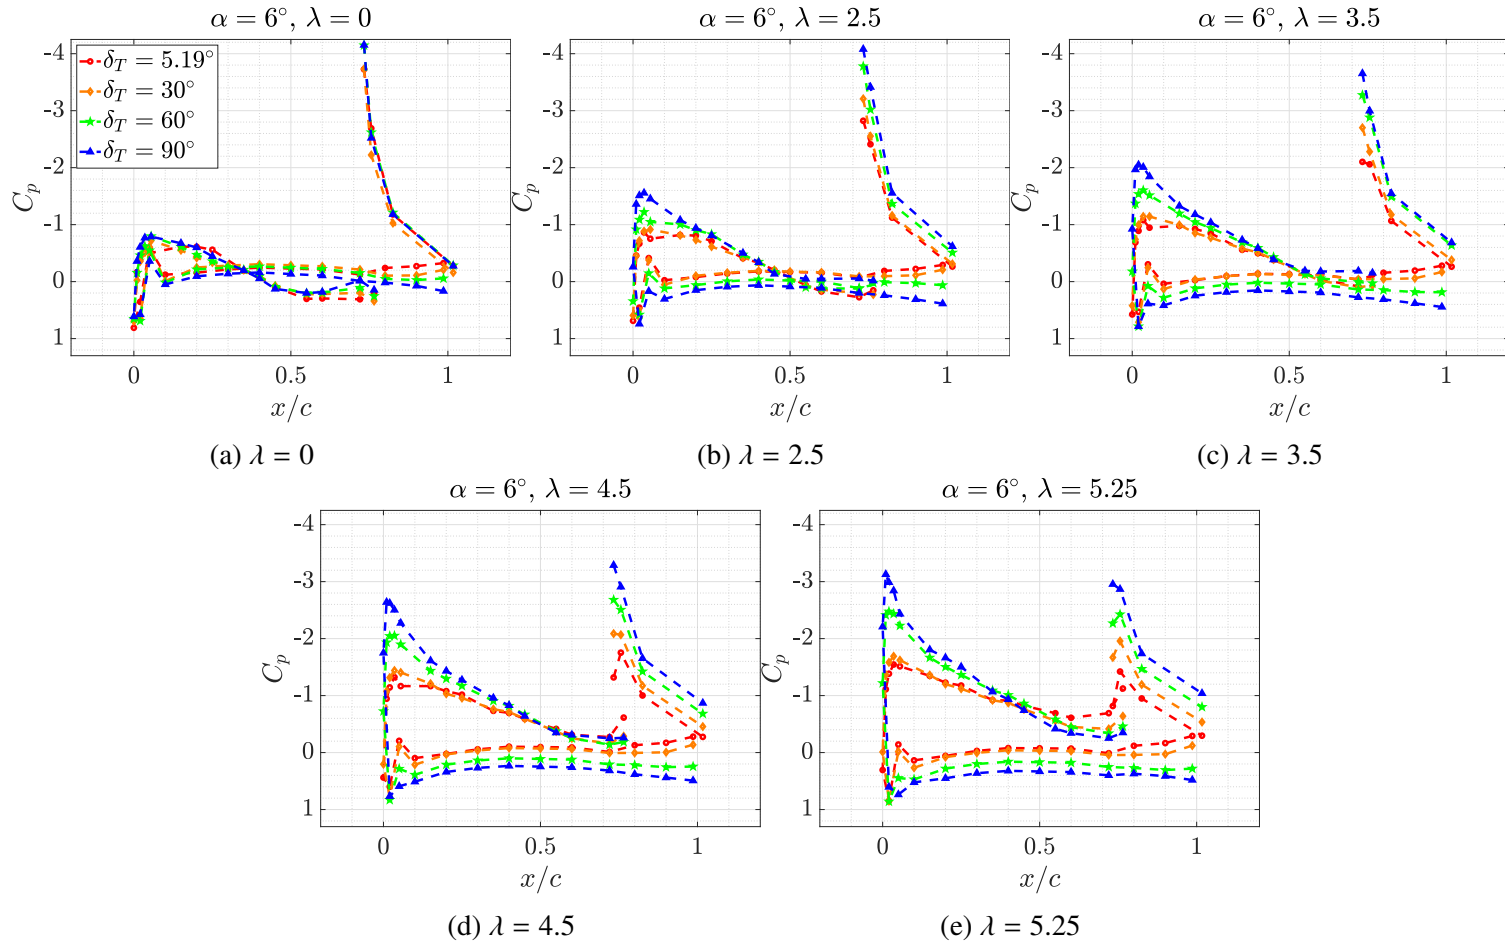 α = 6°, λ = 0
-4
-3
-2
-1
0
1
C_p
δ_T = 5.19°
δ_T = 30°
δ_T = 60°
δ_T = 90°
0
0.5
1
x/c
(a) λ = 0
α = 6°, λ = 2.5
-4
-3
-2
-1
0
1
C_p
0
0.5
1
x/c
(b) λ = 2.5
α = 6°, λ = 3.5
-4
-3
-2
-1
0
1
C_p
0
0.5
1
x/c
(c) λ = 3.5
α = 6°, λ = 4.5
-4
-3
-2
-1
0
1
C_p
0
0.5
1
x/c
(d) λ = 4.5
α = 6°, λ = 5.25
-4
-3
-2
-1
0
1
C_p
0
0.5
1
x/c
(e) λ = 5.25